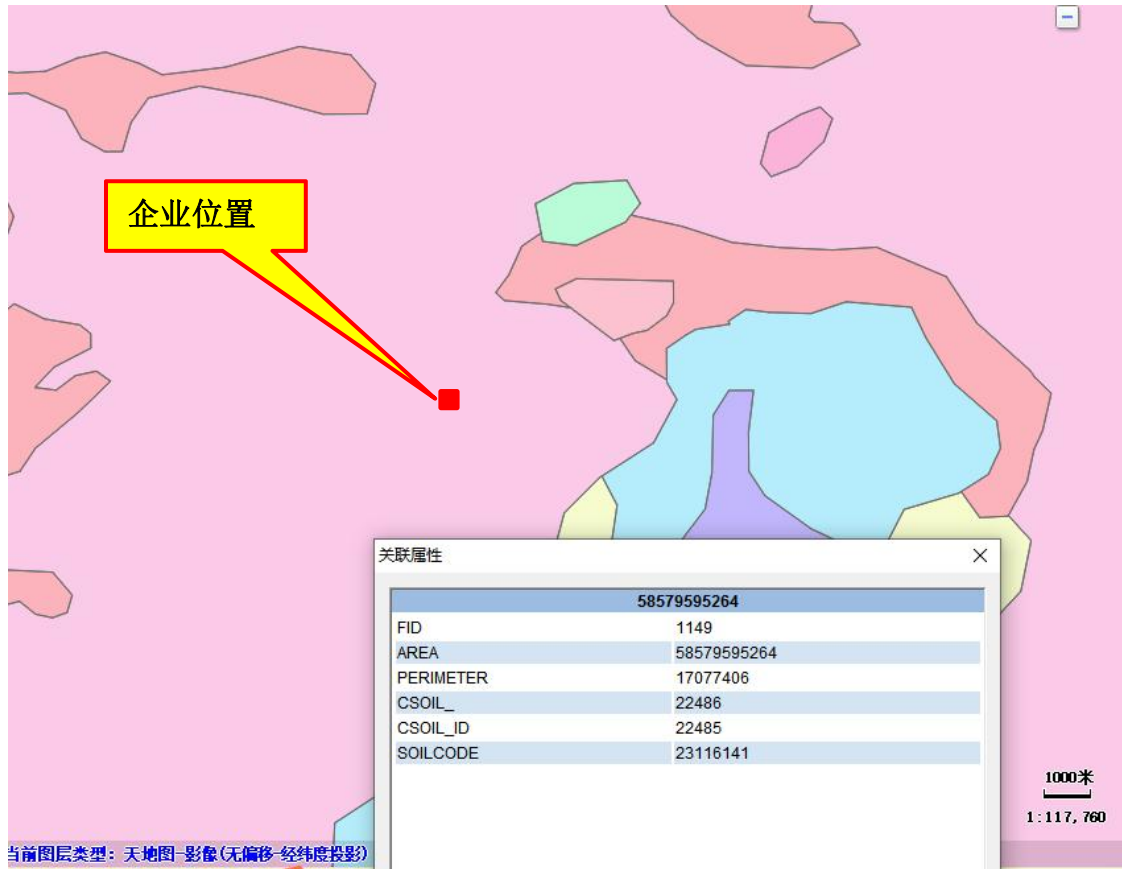 企业位置
关联属性
58579595264
FID 1149
AREA 58579595264
PERIMETER 17077406
CSOIL_ 22486
CSOIL_ID 22485
SOILCODE 23116141
1000米
1:117,760
当前图层类型：天地图-影像(无偏移-经纬度投影)